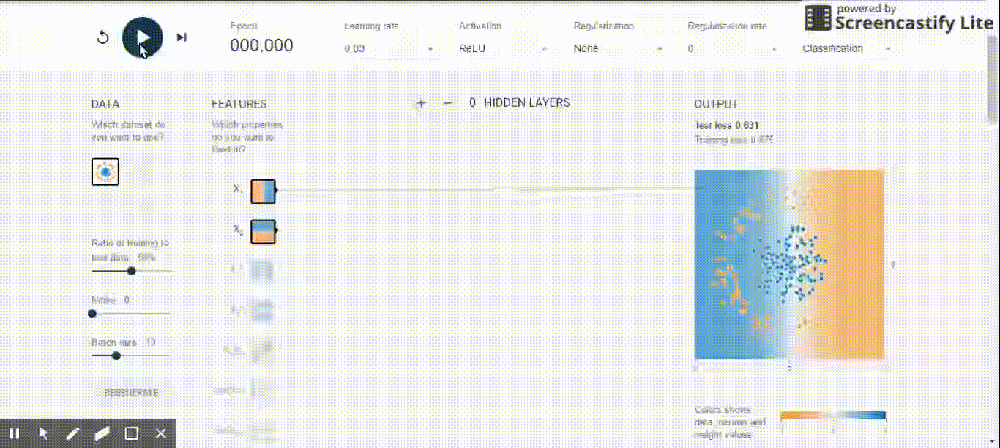 powered by
Screencastify Lite
Epoch
000,000
Learning rate
0.03
Activation
ReLU
Regularization
None
Regularization rate
0
Classification
DATA
Which dataset do
you want to use?
Ratio of training to
test data: 50%
Noise: 0
Batch size: 10
REGENERATE
FEATURES
Which properties
do you want to
feed in?
X₁
X₂
+ − 0 HIDDEN LAYERS
OUTPUT
Test loss 0.631
Training loss
0
Colors shows
data, neuron and
weight values.